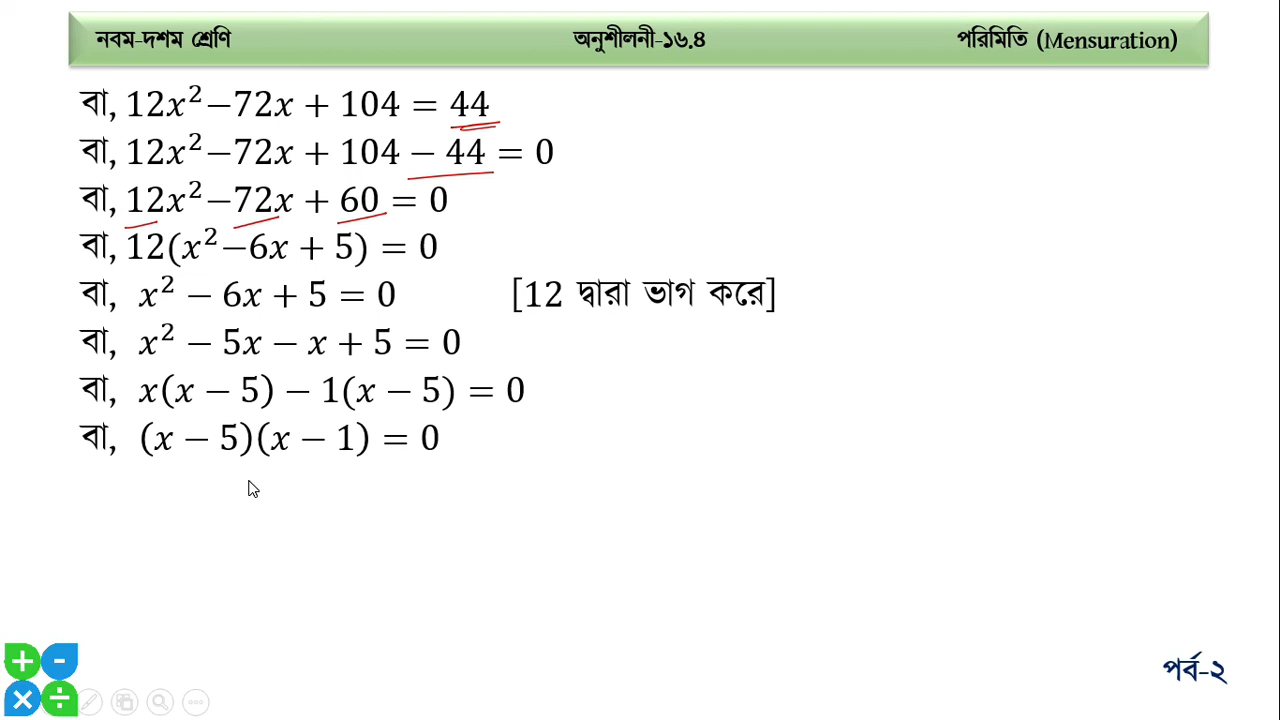 নবম-দশম শ্রেণি অনুশীলনী-১৬.৪ পরিমিতি (Mensuration)
বা, 12x²−72x + 104 = 44
বা, 12x²−72x + 104 − 44 = 0
বা, 12x²−72x + 60 = 0
বা, 12(x²−6x + 5) = 0
বা, x² − 6x + 5 = 0 [12 দ্বারা ভাগ করে]
বা, x² − 5x − x + 5 = 0
বা, x(x − 5) − 1(x − 5) = 0
বা, (x − 5)(x − 1) = 0
পর্ব-২